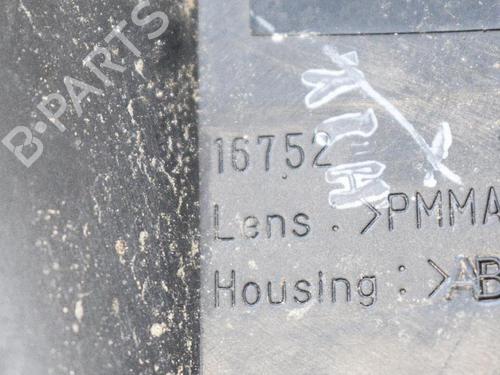 B-PARTS
16752
Lens. >PMMA
Housing: >AB